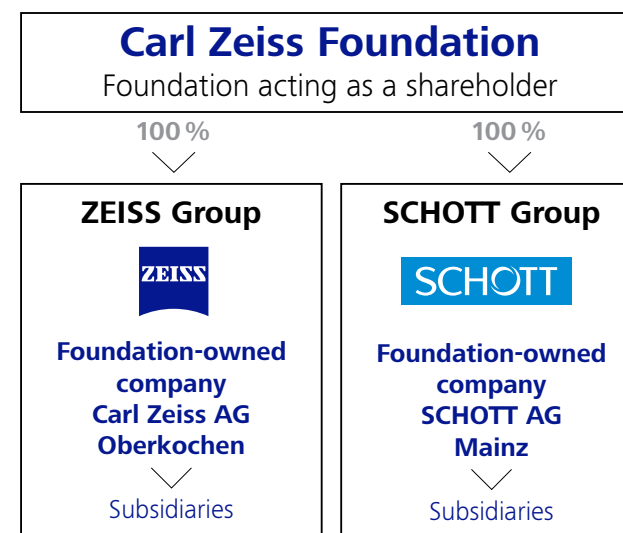 Carl Zeiss Foundation
Foundation acting as a shareholder
100 %
100 %
ZEISS Group
ZEISS
Foundation-owned
company
Carl Zeiss AG
Oberkochen
Subsidiaries
SCHOTT Group
SCHOTT
Foundation-owned
company
SCHOTT AG
Mainz
Subsidiaries